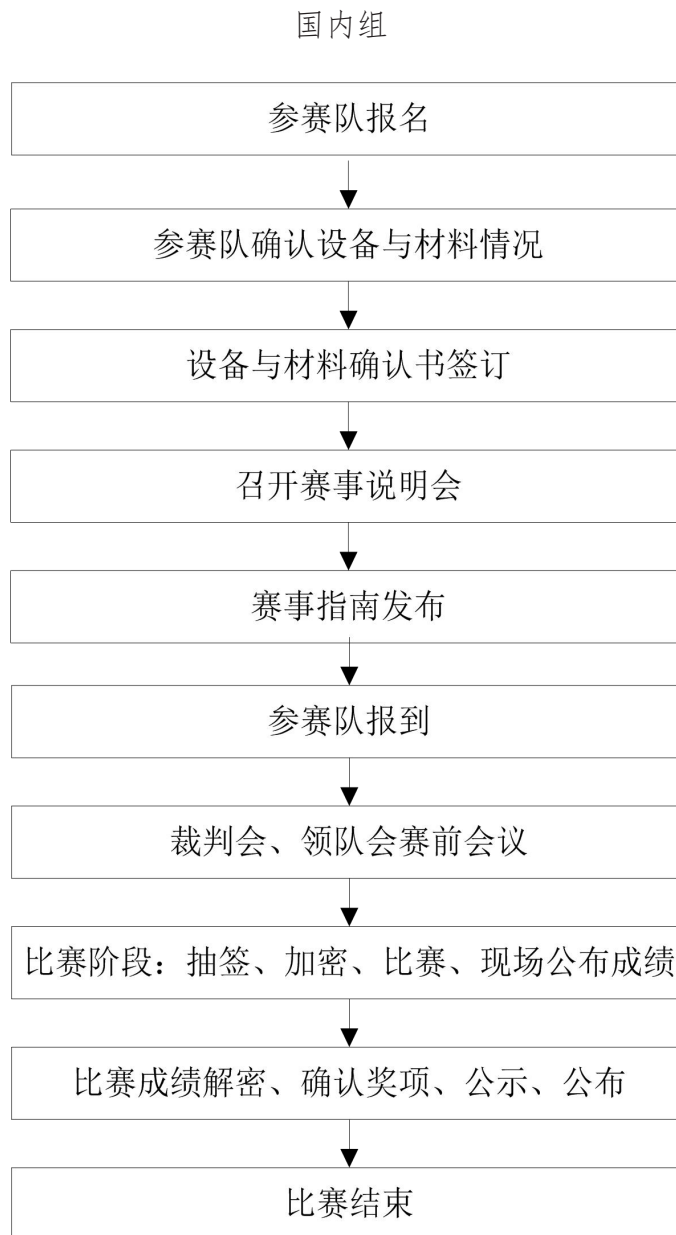 国内组
参赛队报名
参赛队确认设备与材料情况
设备与材料确认书签订
召开赛事说明会
赛事指南发布
参赛队报到
裁判会、领队会赛前会议
比赛阶段：抽签、加密、比赛、现场公布成绩
比赛成绩解密、确认奖项、公示、公布
比赛结束